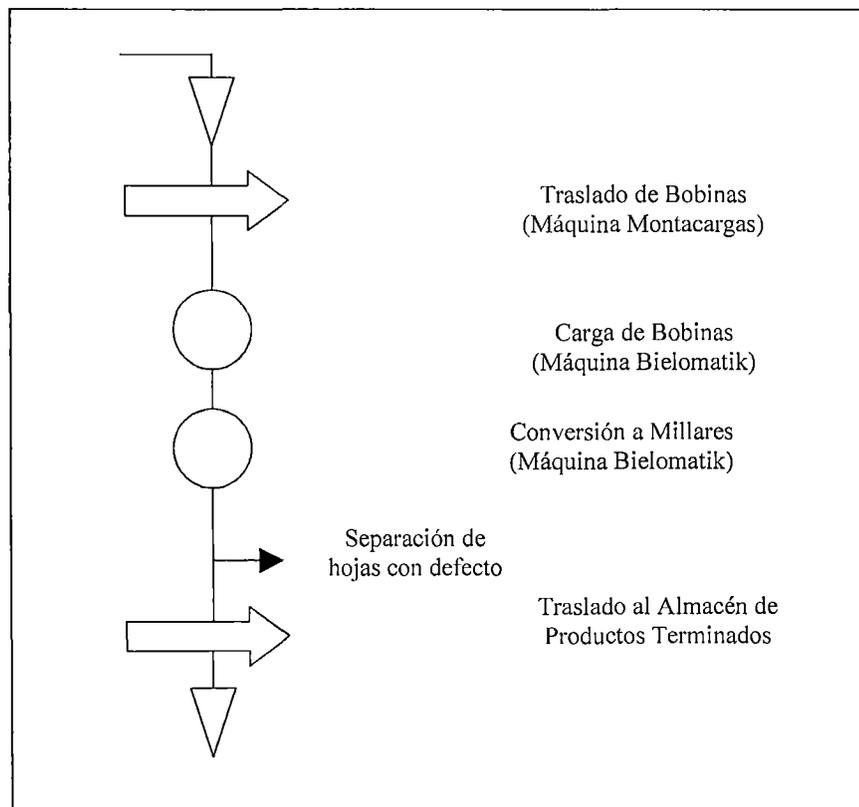 Traslado de Bobinas
(Máquina Montacargas)
Carga de Bobinas
(Máquina Bielomatik)
Conversión a Millares
(Máquina Bielomatik)
Separación de
hojas con defecto
Traslado al Almacén de
Productos Terminados